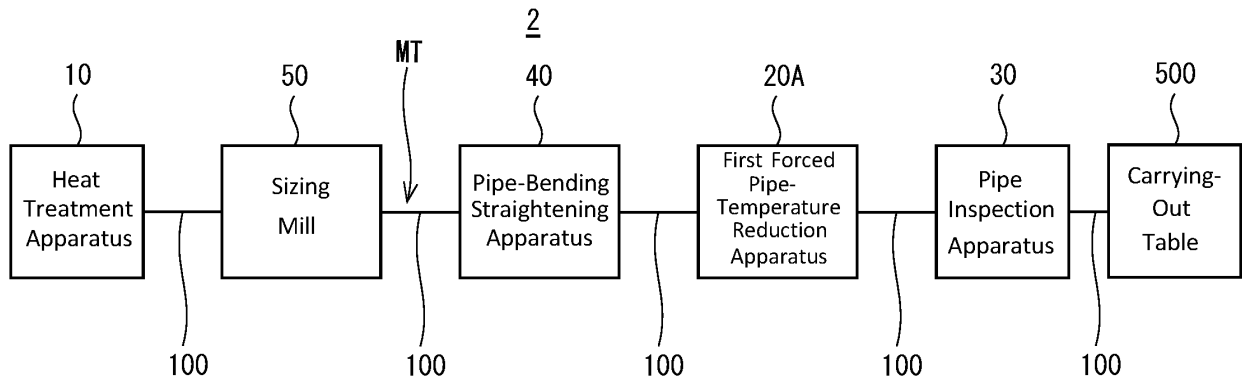 2
MT
10
50
40
20A
30
500
Heat
Treatment
Apparatus
Sizing
Mill
Pipe-Bending
Straightening
Apparatus
First Forced
Pipe-
Temperature
Reduction
Apparatus
Pipe
Inspection
Apparatus
Carrying-
Out
Table
100
100
100
100
100